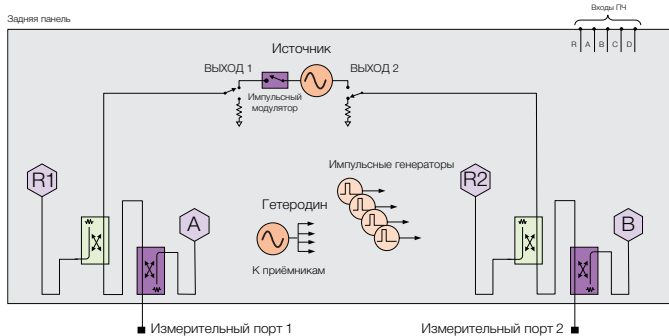 Входы ПЧ
Задняя панель
R A B C D
Источник
ВЫХОД 1
ВЫХОД 2
Импульсный
модулятор
Импульсные генераторы
R1
A
Гетеродин
К приёмникам
R2
B
Измерительный порт 1
Измерительный порт 2